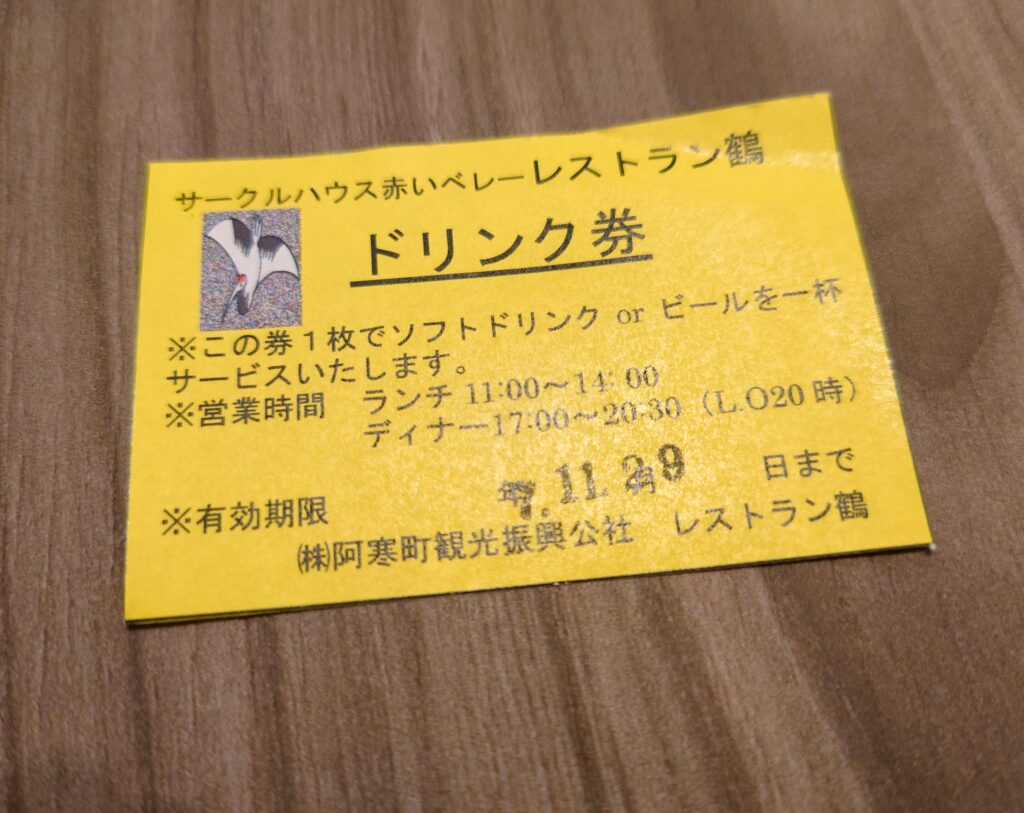 サークルハウス赤いベレーレストラン鶴
ドリンク券
※この券1枚でソフトドリンク or ビールを一杯
サービスいたします。
※営業時間 ランチ 11:00～14:00
ディナー17:00～20:30（L.O20時）
※有効期限 年 7.11.29 月 日まで
㈱阿寒町観光振興公社 レストラン鶴